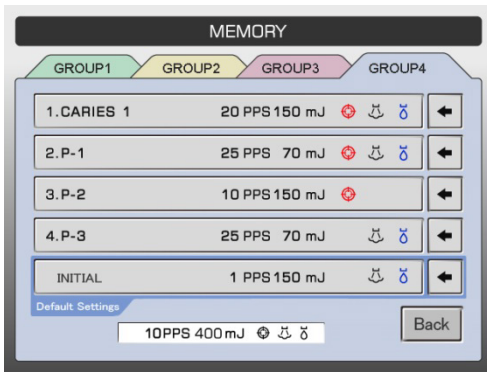 MEMORY
GROUP1 GROUP2 GROUP3 GROUP4
1.CARIES 1 20 PPS 150 mJ
2.P-1 25 PPS 70 mJ
3.P-2 10 PPS 150 mJ
4.P-3 25 PPS 70 mJ
INITIAL 1 PPS 150 mJ
Default Settings
10PPS 400mJ
Back